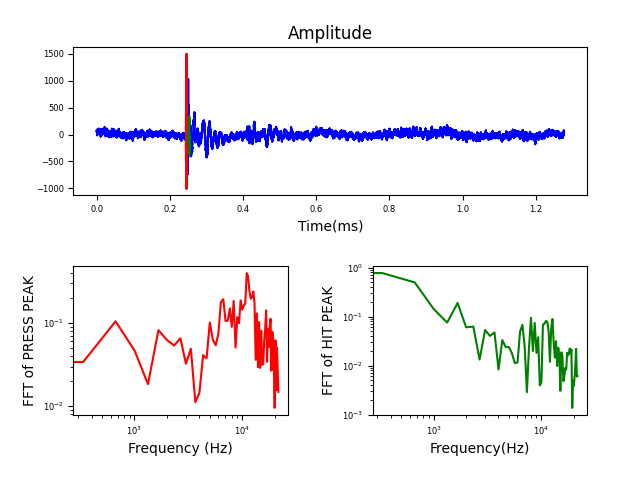 Amplitude
1500
1000
500
0
−500
−1000
0.0 0.2 0.4 0.6 0.8 1.0 1.2
Time(ms)
FFT of PRESS PEAK
10⁻¹
10⁻²
10³ 10⁴
Frequency (Hz)
FFT of HIT PEAK
10⁰
10⁻¹
10⁻²
10⁻³
10³ 10⁴
Frequency(Hz)